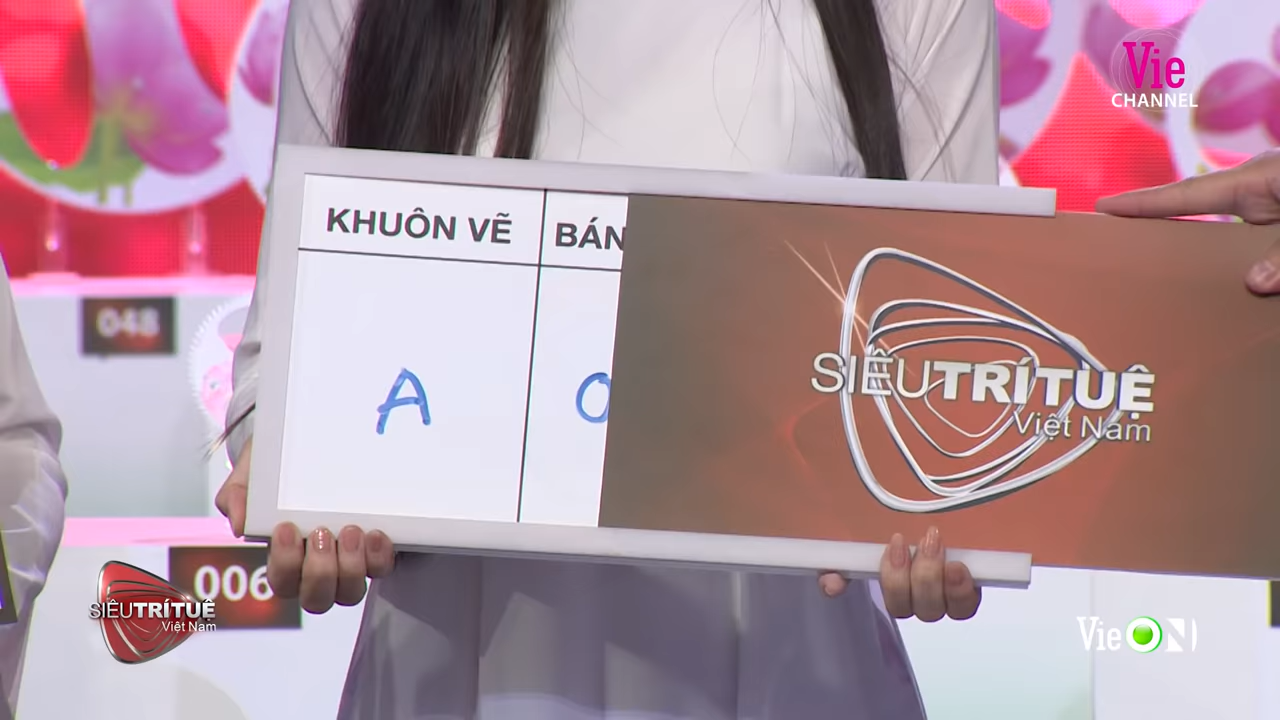 Vie
CHANNEL
KHUÔN VẼ
BÁN
A
O
SIÊUTRÍTUỆ
Việt Nam
048
006
SIÊUTRÍTUỆ
Việt Nam
VieON